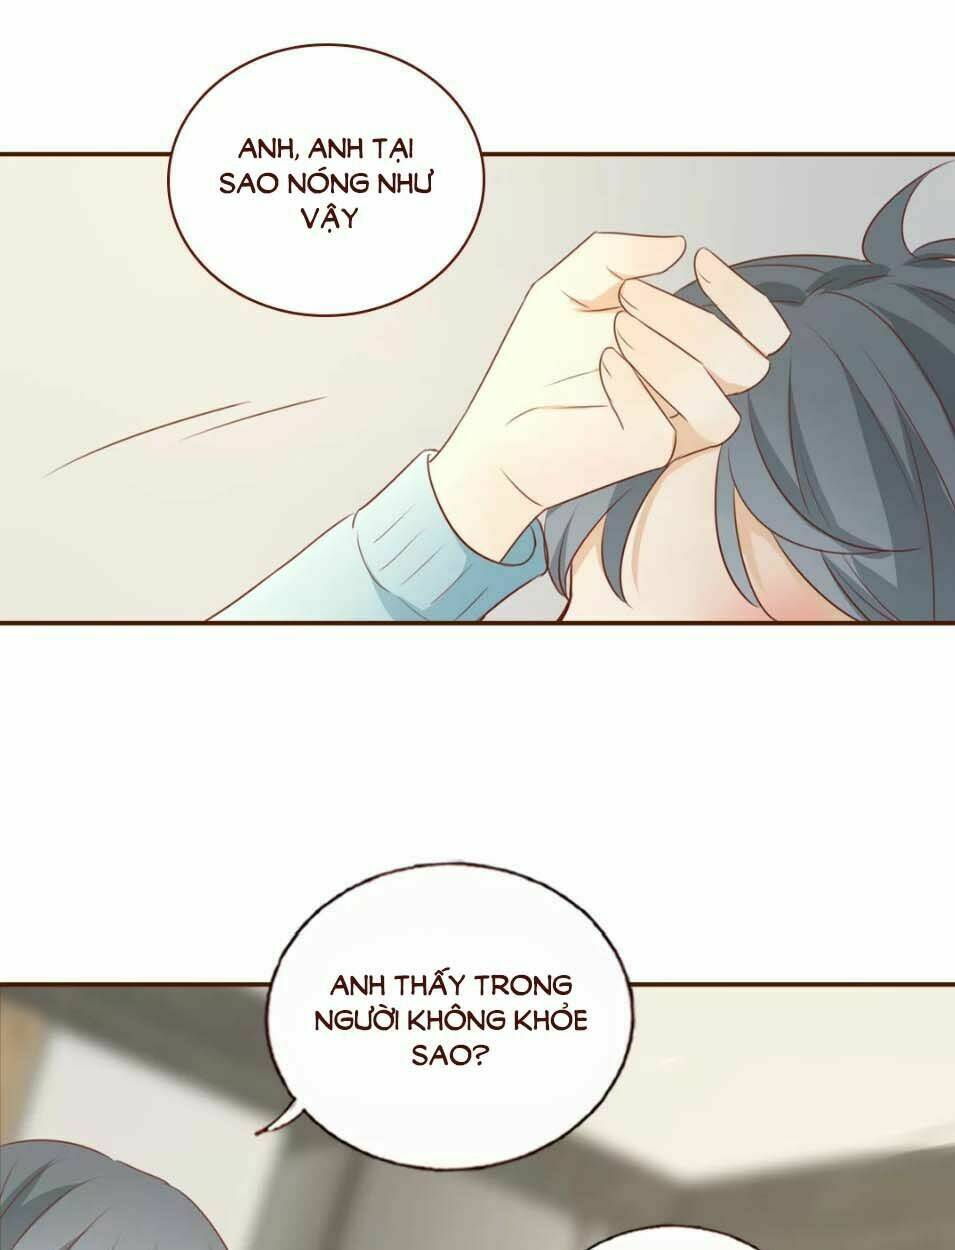 ANH, ANH TẠI
SAO NÓNG NHƯ
VẬY
ANH THẤY TRONG
NGƯỜI KHÔNG KHỎE
SAO?